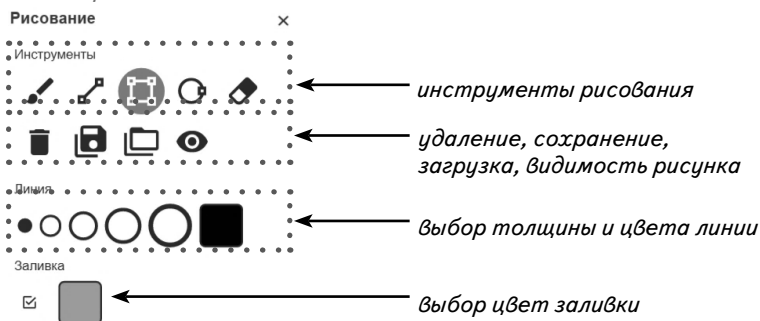 Рисование
Инструменты
инструменты рисования
удаление, сохранение,
загрузка, видимость рисунка
Линия
выбор толщины и цвета линии
Заливка
выбор цвет заливки